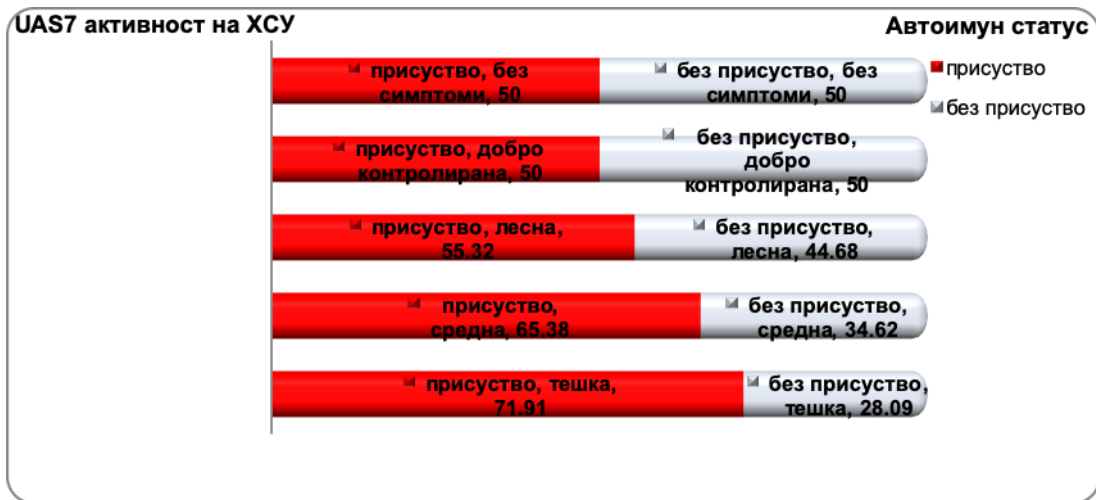 UAS7 активност на ХСУ
Автоимун статус
присуство
без присуство
присуство, без
симптоми, 50
без присуство, без
симптоми, 50
присуство, добро
контролирана, 50
без присуство,
добро
контролирана, 50
присуство, лесна,
55.32
без присуство,
лесна, 44.68
присуство,
средна, 65.38
без присуство,
средна, 34.62
присуство, тешка,
71.91
без присуство,
тешка, 28.09